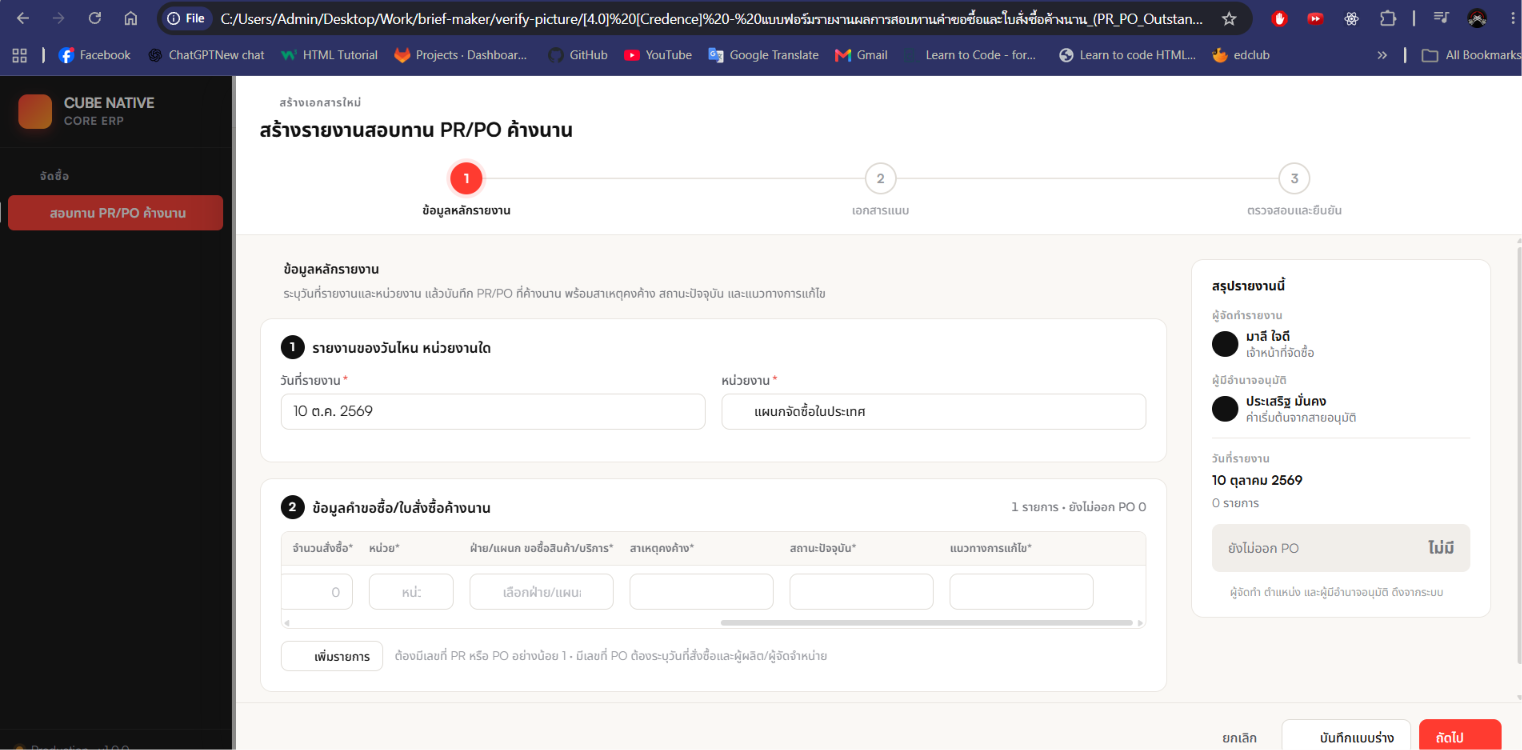 File
C:/Users/Admin/Desktop/Work/brief-maker/verify-picture/[4.0]%20[Credence]%20-%20แบบฟอร์มรายงานผลการสอบทานคำขอซื้อและใบสั่งซื้อค้างนาน_(PR_PO_Outstan...
Facebook
ChatGPTNew chat
HTML Tutorial
Projects · Dashboar...
GitHub
YouTube
Google Translate
Gmail
Learn to Code - for...
Learn to code HTML...
edclub
All Bookmarks
CUBE NATIVE
CORE ERP
จัดซื้อ
สอบทาน PR/PO ค้างนาน
สร้างเอกสารใหม่
สร้างรายงานสอบทาน PR/PO ค้างนาน
1
ข้อมูลหลักรายงาน
2
เอกสารแนบ
3
ตรวจสอบและยืนยัน
ข้อมูลหลักรายงาน
ระบุวันที่รายงานและหน่วยงาน แล้วบันทึก PR/PO ที่ค้างนาน พร้อมสาเหตุคงค้าง สถานะปัจจุบัน และแนวทางการแก้ไข
1 รายงานของวันไหน หน่วยงานใด
วันที่รายงาน*
หน่วยงาน*
10 ต.ค. 2569
แผนกจัดซื้อในประเทศ
2 ข้อมูลคำขอซื้อ/ใบสั่งซื้อค้างนาน
1 รายการ • ยังไม่ออก PO 0
จำนวนสั่งซื้อ* หน่วย* ฝ่าย/แผนก ขอซื้อสินค้า/บริการ* สาเหตุคงค้าง* สถานะปัจจุบัน* แนวทางการแก้ไข*
0
เพิ่มรายการ
ต้องมีเลขที่ PR หรือ PO อย่างน้อย 1 • มีเลขที่ PO ต้องระบุวันที่สั่งซื้อและผู้ผลิต/ผู้จัดจำหน่าย
สรุปรายงานนี้
ผู้จัดทำรายงาน
มาลี ใจดี
เจ้าหน้าที่จัดซื้อ
ผู้มีอำนาจอนุมัติ
ประเสริฐ มั่นคง
ค่าเริ่มต้นจากสายอนุมัติ
วันที่รายงาน
10 ตุลาคม 2569
0 รายการ
ยังไม่ออก PO
ไม่มี
ผู้จัดทำ ตำแหน่ง และผู้มีอำนาจอนุมัติ ดึงจากระบบ
ยกเลิก
บันทึกแบบร่าง
ถัดไป